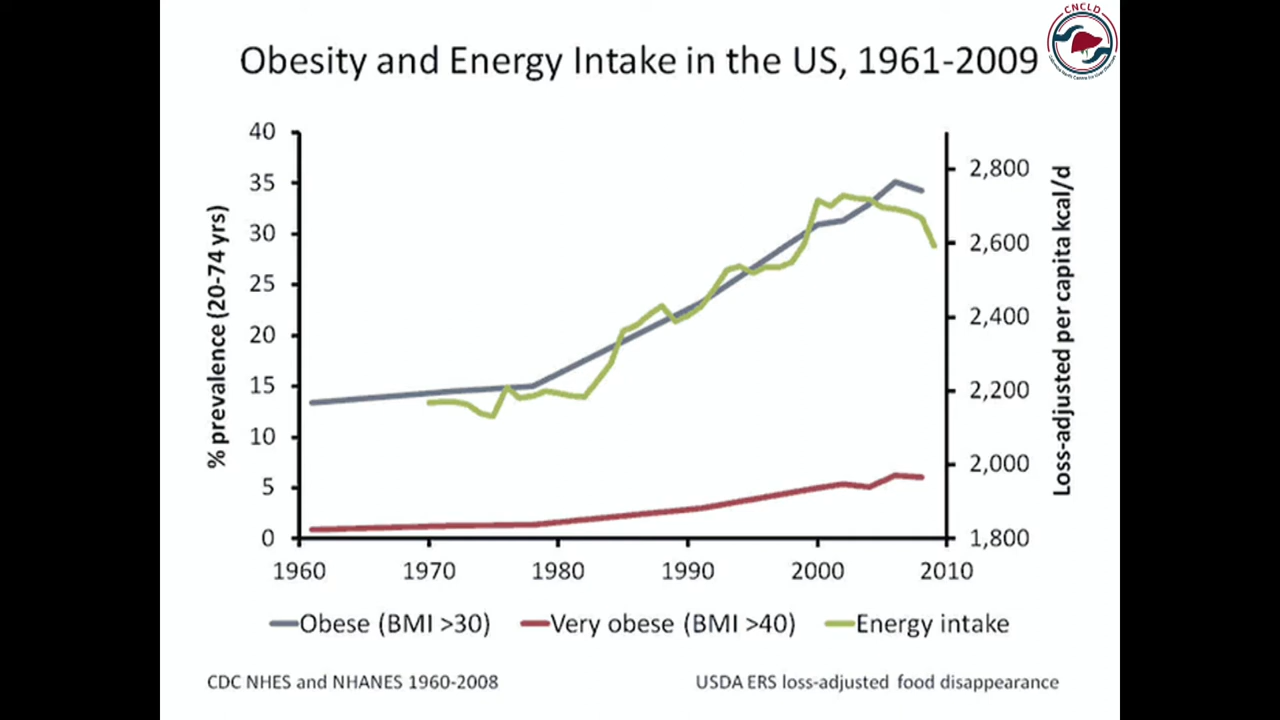 CNCLD
Obesity and Energy Intake in the US, 1961-2009
% prevalence (20-74 yrs)
40
35
30
25
20
15
10
5
0
2,800
2,600
2,400
2,200
2,000
1,800
Loss-adjusted per capita kcal/d
1960 1970 1980 1990 2000 2010
Obese (BMI >30) Very obese (BMI >40) Energy intake
CDC NHES and NHANES 1960-2008 USDA ERS loss-adjusted food disappearance